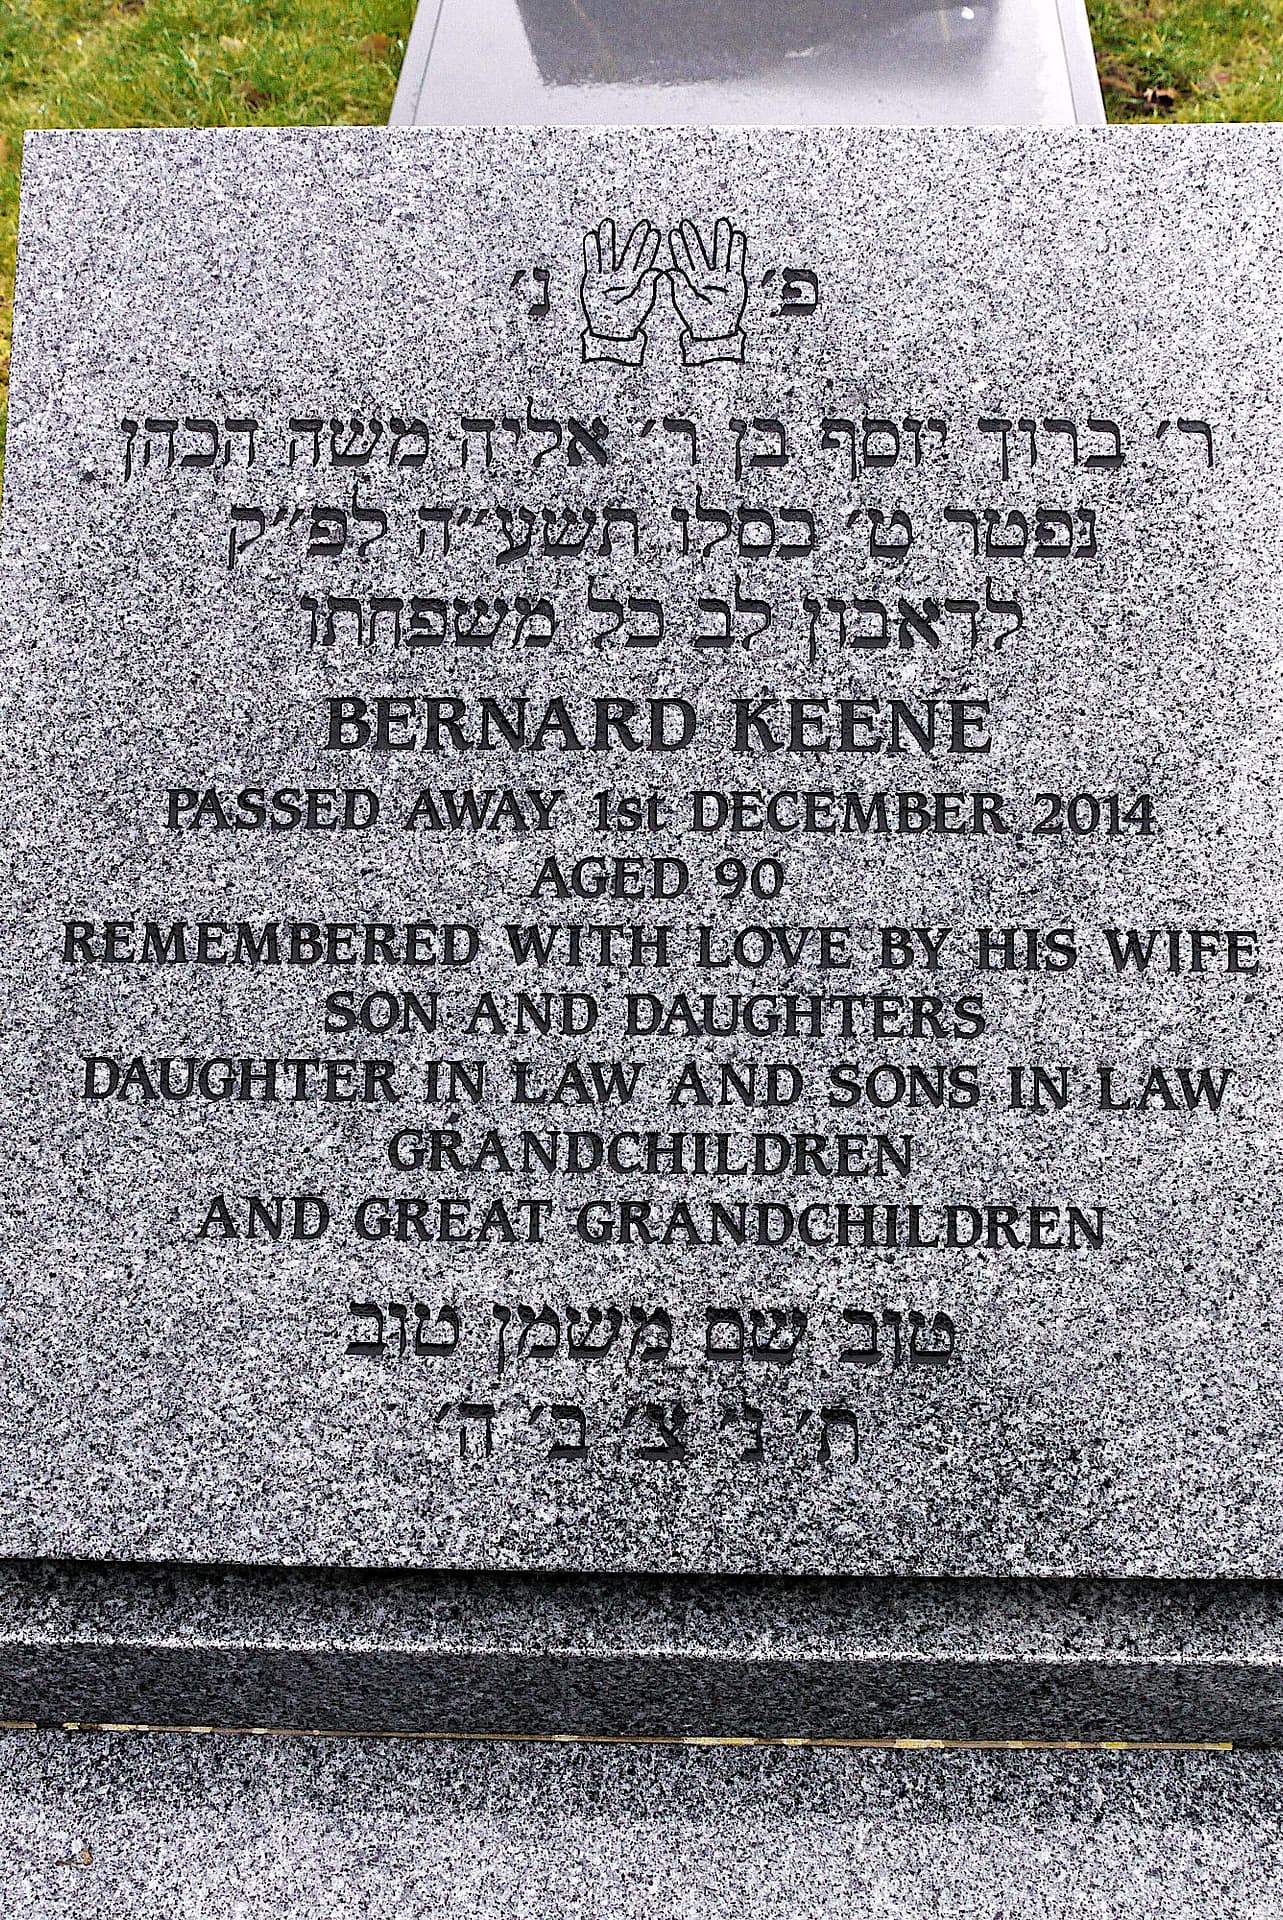 פ׳ נ׳
ר׳ ברוך יוסף בן ר׳ אליה משה הכהן
נפטר ט׳ כסלו תשע״ה לפ״ק
לדאבון לב כל משפחתו
BERNARD KEENE
PASSED AWAY 1st DECEMBER 2014
AGED 90
REMEMBERED WITH LOVE BY HIS WIFE
SON AND DAUGHTERS
DAUGHTER IN LAW AND SONS IN LAW
GRANDCHILDREN
AND GREAT GRANDCHILDREN
טוב שם משמן טוב
ת׳ נ׳ צ׳ ב׳ ה׳